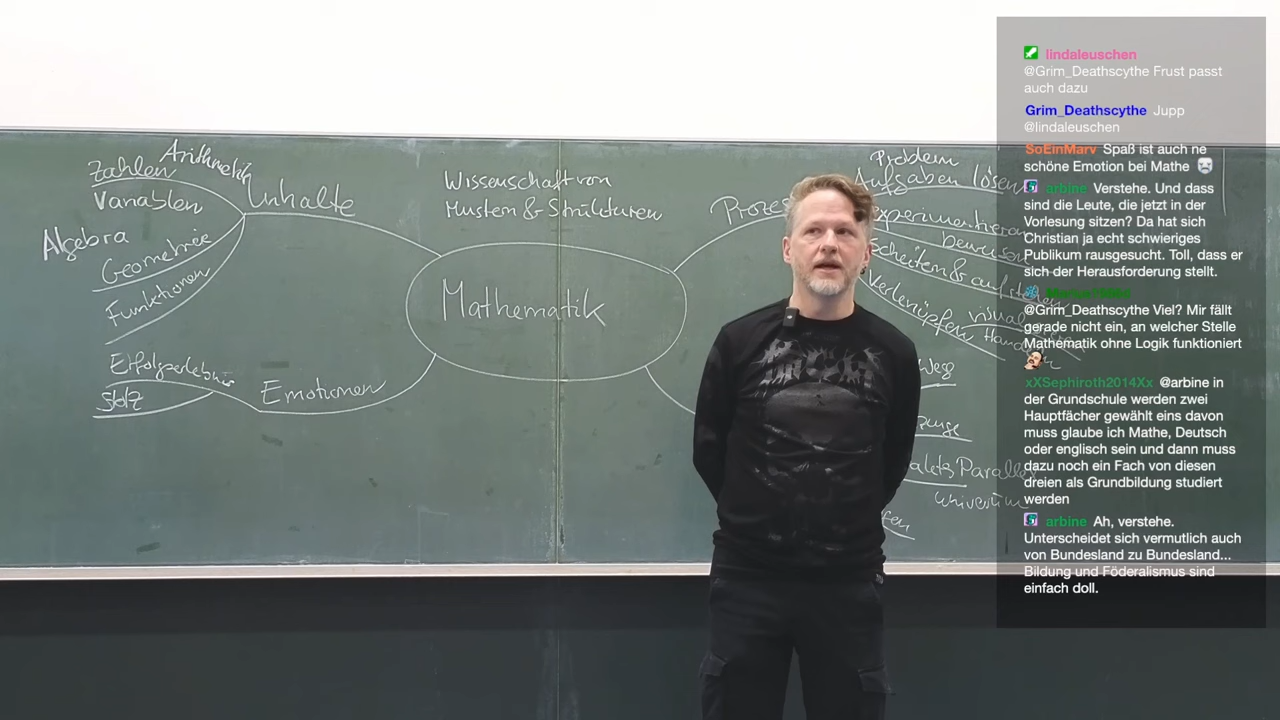 Arithmetik
Zahlen
Variablen
Inhalte
Algebra
Geometrie
Funktionen
Erfolgserlebnis
Stolz
Emotionen
Wissenschaft von
Mustern & Strukturen
Mathematik
Problem
Aufgaben lösen
experimentieren
beweisen
Scheitern & aufstehen
Verknüpfen
Weg
Parallel
universum
lindaleuschen
@Grim_Deathscythe Frust passt
auch dazu
Grim_Deathscythe Jupp
@lindaleuschen
SoEinMarv Spaß ist auch ne
schöne Emotion bei Mathe
arbine Verstehe. Und dass
sind die Leute, die jetzt in der
Vorlesung sitzen? Da hat sich
Christian ja echt schwieriges
Publikum rausgesucht. Toll, dass er
sich der Herausforderung stellt.
@Grim_Deathscythe Viel? Mir fällt
gerade nicht ein, an welcher Stelle
Mathematik ohne Logik funktioniert
xXSephiroth2014Xx @arbine in
der Grundschule werden zwei
Hauptfächer gewählt eins davon
muss glaube ich Mathe, Deutsch
oder englisch sein und dann muss
dazu noch ein Fach von diesen
dreien als Grundbildung studiert
werden
arbine Ah, verstehe.
Unterscheidet sich vermutlich auch
von Bundesland zu Bundesland...
Bildung und Föderalismus sind
einfach doll.